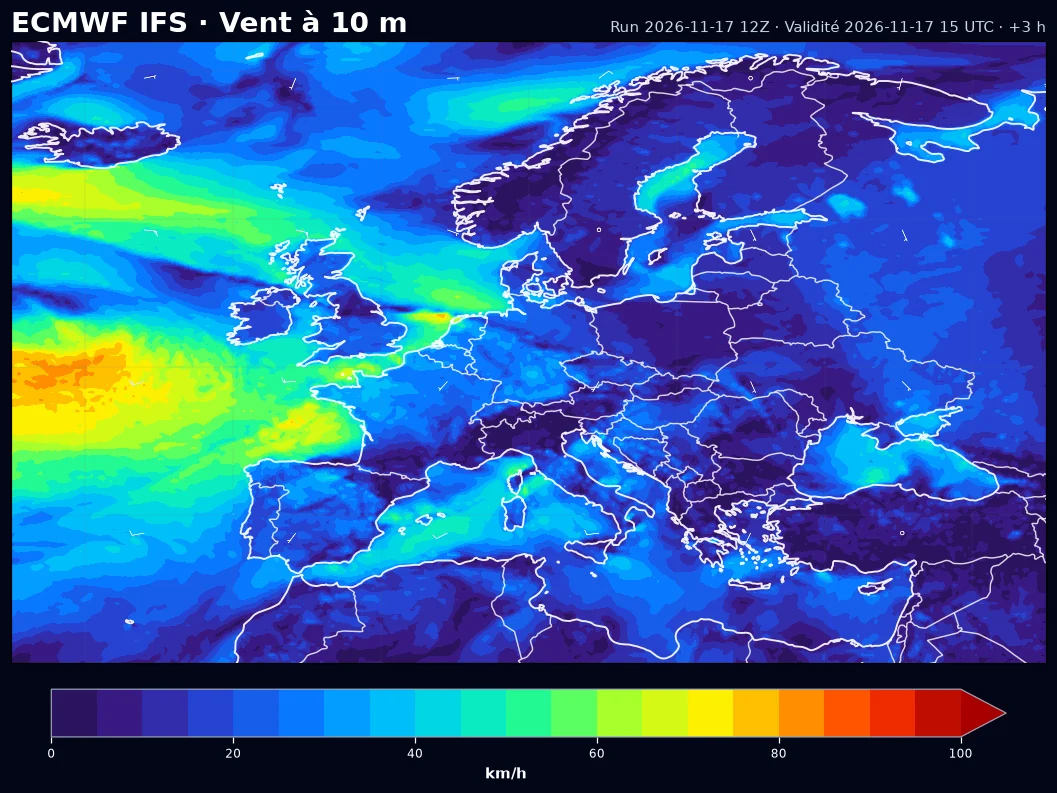 ECMWF IFS · Vent à 10 m
Run 2026-11-17 12Z · Validité 2026-11-17 15 UTC · +3 h
0 20 40 60 80 100
km/h